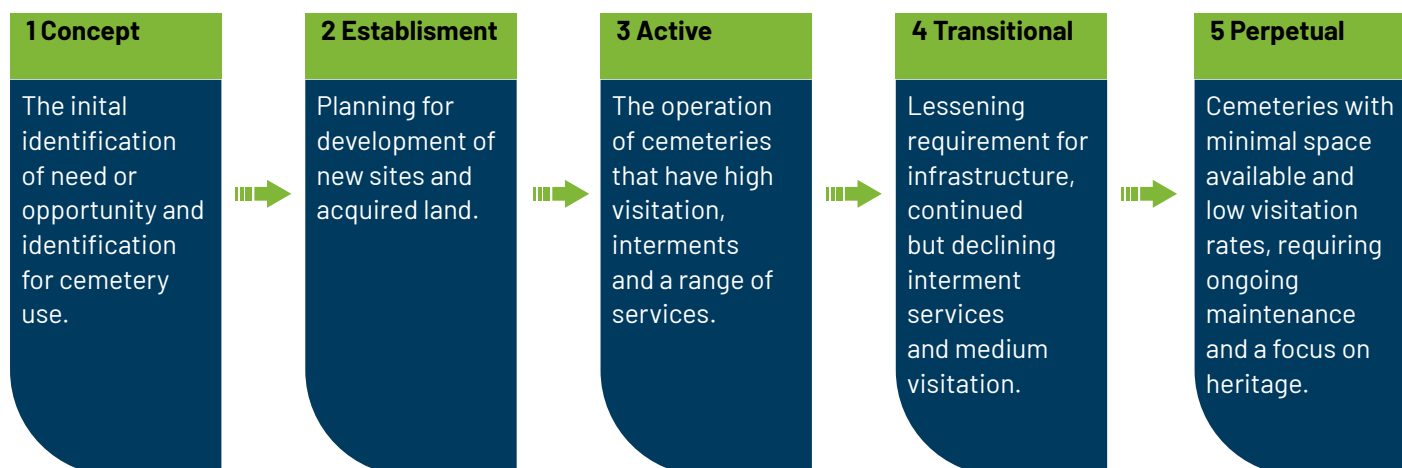 1 Concept
The inital
identification
of need or
opportunity and
identification
for cemetery
use.
2 Establisment
Planning for
development of
new sites and
acquired land.
3 Active
The operation
of cemeteries
that have high
visitation,
interments
and a range of
services.
4 Transitional
Lessening
requirement for
infrastructure,
continued
but declining
interment
services
and medium
visitation.
5 Perpetual
Cemeteries with
minimal space
available and
low visitation
rates, requiring
ongoing
maintenance
and a focus on
heritage.